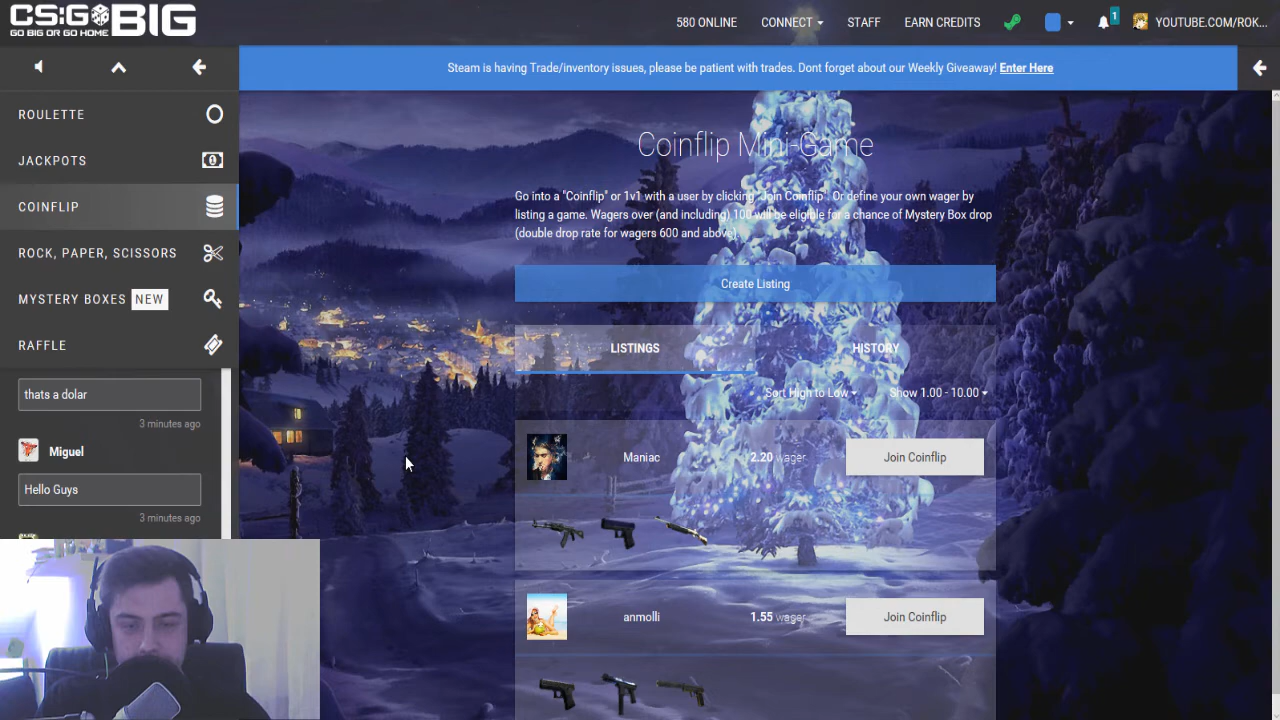 CS:GO BIG
GO BIG OR GO HOME
580 ONLINE
CONNECT
STAFF
EARN CREDITS
1
YOUTUBE.COM/ROK...
Steam is having Trade/inventory issues, please be patient with trades. Dont forget about our Weekly Giveaway! Enter Here
ROULETTE
JACKPOTS
COINFLIP
ROCK, PAPER, SCISSORS
MYSTERY BOXES NEW
RAFFLE
thats a dolar
3 minutes ago
Miguel
Hello Guys
3 minutes ago
Coinflip Mini-Game
Go into a "Coinflip" or 1v1 with a user by clicking "Join Coinflip". Or define your own wager by
listing a game. Wagers over (and including) 100 will be eligible for a chance of Mystery Box drop
(double drop rate for wagers 600 and above).
Create Listing
LISTINGS
HISTORY
Sort High to Low
Show 1.00 - 10.00
Maniac
2.20 wager
Join Coinflip
anmolli
1.55 wager
Join Coinflip